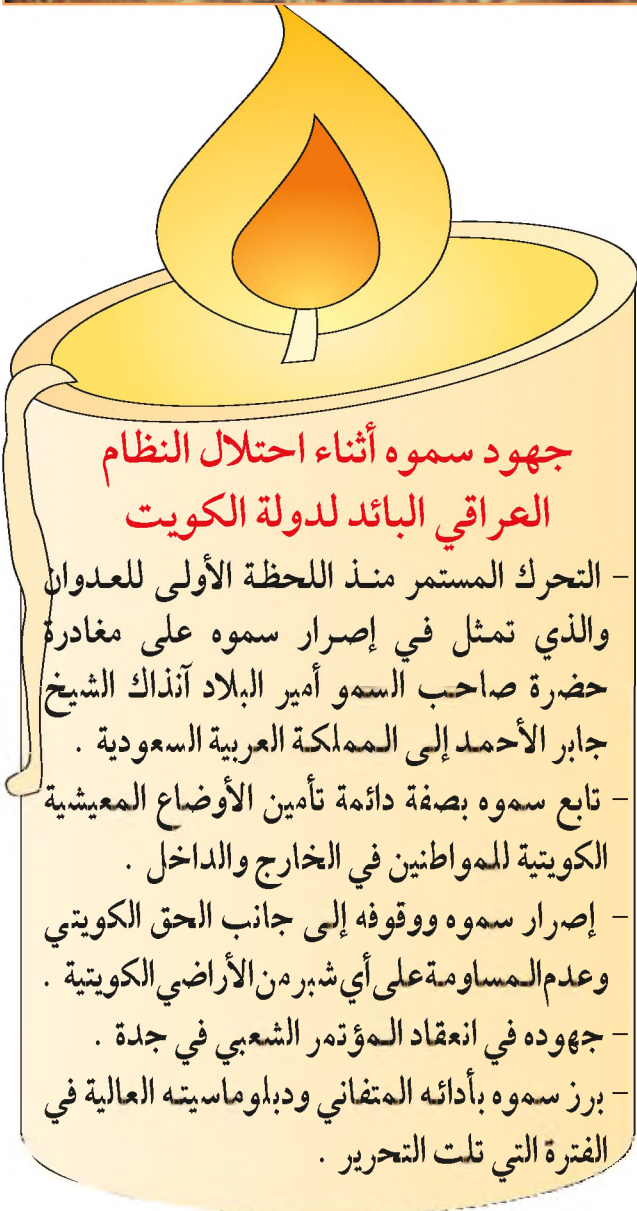 جهود سموه أثناء احتلال النظام
العراقي البائد لدولة الكويت
– التحرك المستمر منذ اللحظة الأولى للعدوان
والذي تمثل في إصرار سموه على مغادرة
حضرة صاحب السمو أمير البلاد آنذاك الشيخ
جابر الأحمد إلى المملكة العربية السعودية .
– تابع سموه بصفة دائمة تأمين الأوضاع المعيشية
الكويتية للمواطنين في الخارج والداخل .
– إصرار سموه ووقوفه إلى جانب الحق الكويتي
وعدم المساومة على أي شبر من الأراضي الكويتية .
– جهوده في انعقاد المؤتمر الشعبي في جدة .
– برز سموه بأدائه المتفاني ودبلوماسيته العالية في
الفترة التي تلت التحرير .